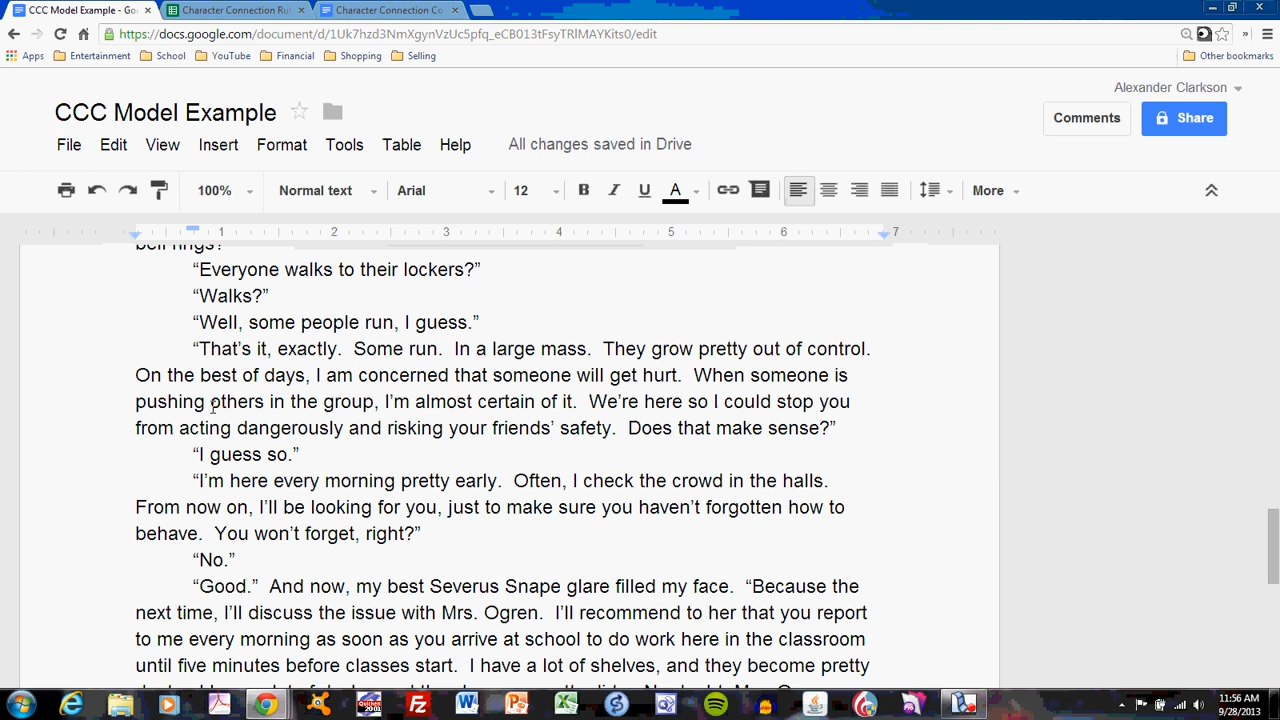 CCC Model Example - Goo
Character Connection Ru
Character Connection Co
https://docs.google.com/document/d/1Uk7hzd3NmXgynVzUc5pfq_eCB013tFsyTRlMAYKits0/edit
Apps Entertainment School YouTube Financial Shopping Selling Other bookmarks
Alexander Clarkson
CCC Model Example
Comments Share
File Edit View Insert Format Tools Table Help All changes saved in Drive
100% Normal text Arial 12 B I U A More
1 2 3 4 5 6 7
bell rings?
“Everyone walks to their lockers?”
“Walks?”
“Well, some people run, I guess.”
“That’s it, exactly. Some run. In a large mass. They grow pretty out of control.
On the best of days, I am concerned that someone will get hurt. When someone is
pushing others in the group, I’m almost certain of it. We’re here so I could stop you
from acting dangerously and risking your friends’ safety. Does that make sense?”
“I guess so.”
“I’m here every morning pretty early. Often, I check the crowd in the halls.
From now on, I’ll be looking for you, just to make sure you haven’t forgotten how to
behave. You won’t forget, right?”
“No.”
“Good.” And now, my best Severus Snape glare filled my face. “Because the
next time, I’ll discuss the issue with Mrs. Ogren. I’ll recommend to her that you report
to me every morning as soon as you arrive at school to do work here in the classroom
until five minutes before classes start. I have a lot of shelves, and they become pretty
11:56 AM
9/28/2013